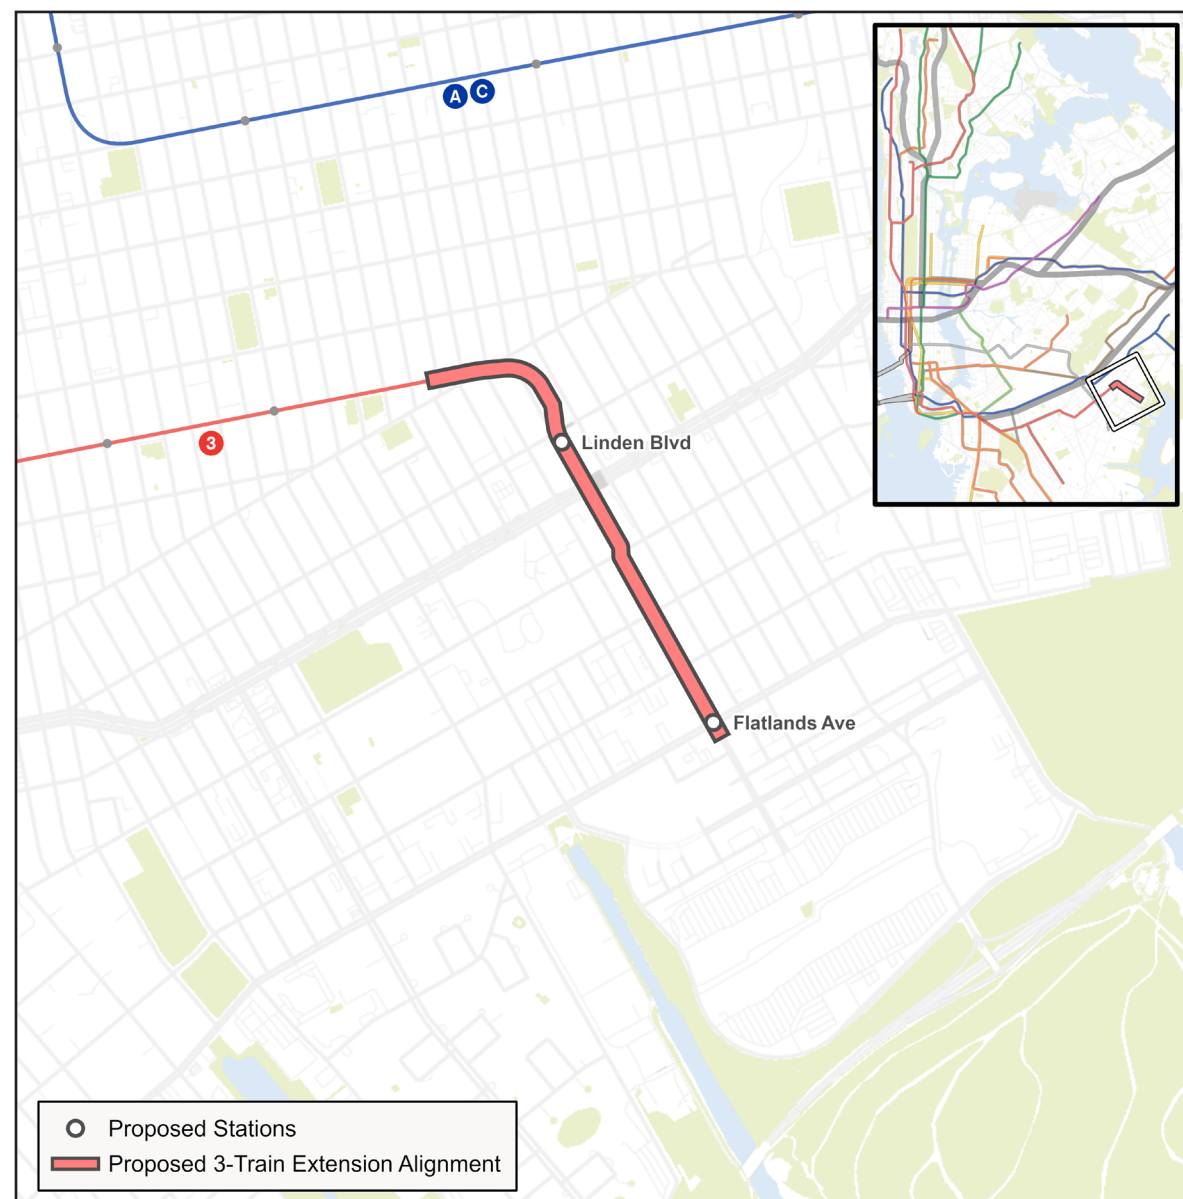 A C
3
Linden Blvd
Flatlands Ave
Proposed Stations
Proposed 3-Train Extension Alignment